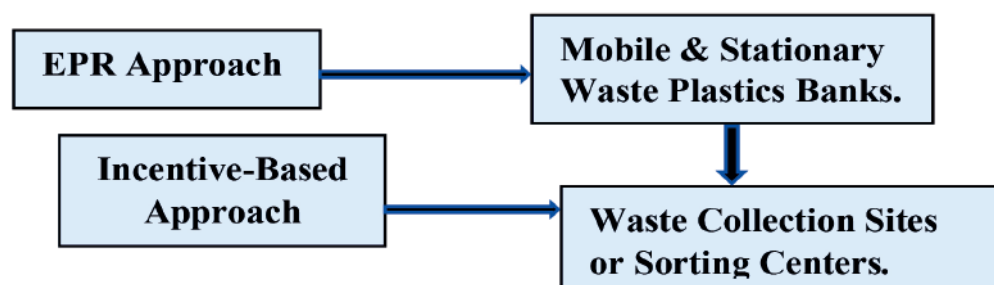 EPR Approach
Mobile & Stationary
Waste Plastics Banks.
Incentive-Based
Approach
Waste Collection Sites
or Sorting Centers.